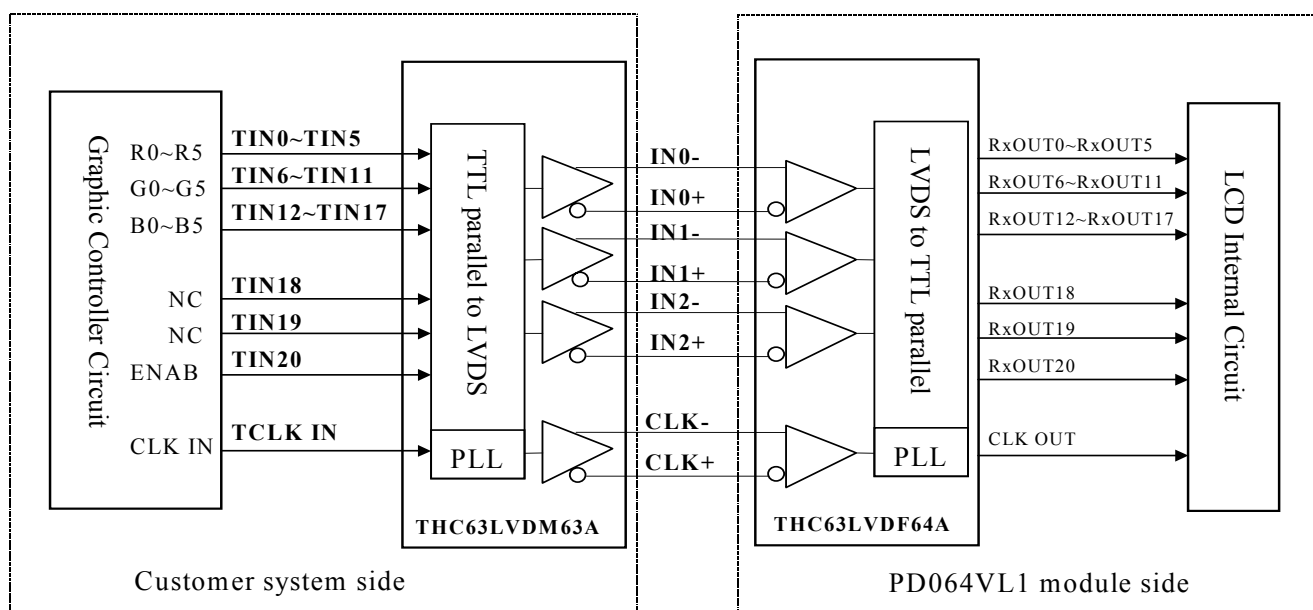 Graphic Controller Circuit
R0~R5
G0~G5
B0~B5
NC
NC
ENAB
CLK IN
TIN0~TIN5
TIN6~TIN11
TIN12~TIN17
TIN18
TIN19
TIN20
TCLK IN
TTL parallel to LVDS
PLL
THC63LVDM63A
IN0-
IN0+
IN1-
IN1+
IN2-
IN2+
CLK-
CLK+
LVDS to TTL parallel
PLL
THC63LVDF64A
RxOUT0~RxOUT5
RxOUT6~RxOUT11
RxOUT12~RxOUT17
RxOUT18
RxOUT19
RxOUT20
CLK OUT
LCD Internal Circuit
Customer system side
PD064VL1 module side